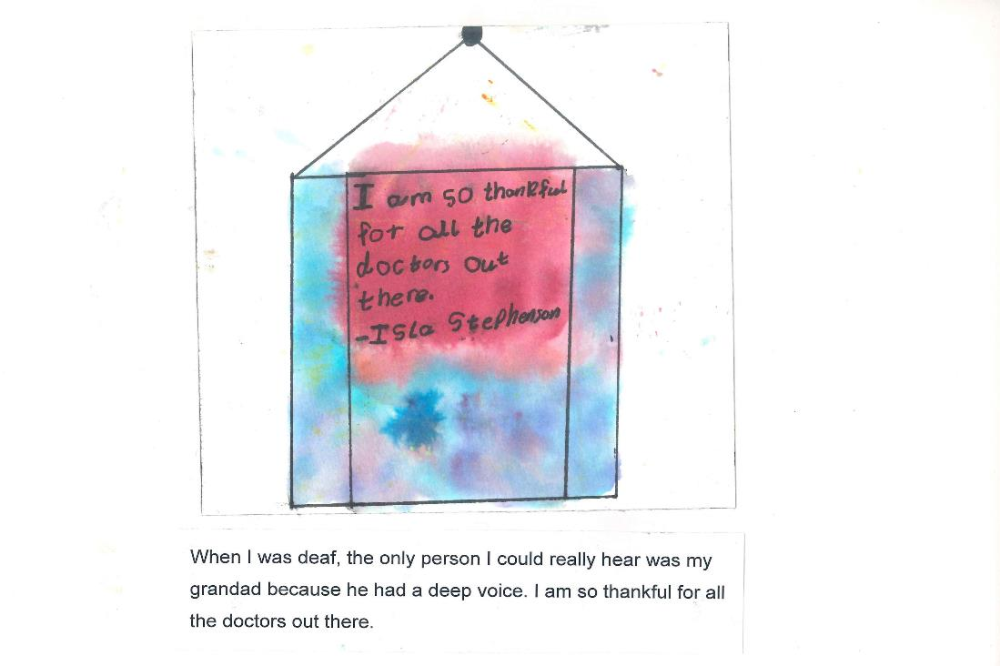 I am so thankful
for all the
doctors out
there.
-Isla Stephenson
When I was deaf, the only person I could really hear was my
grandad because he had a deep voice. I am so thankful for all
the doctors out there.